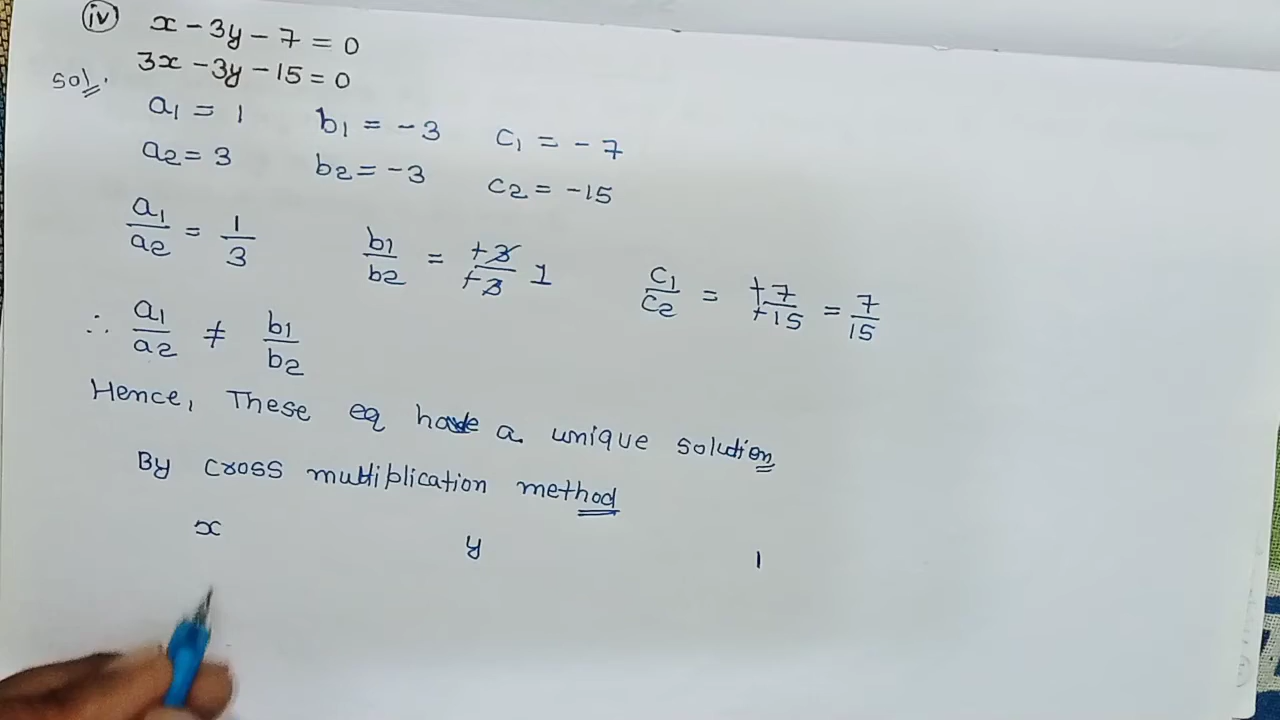 (iv) x - 3y - 7 = 0
3x - 3y - 15 = 0
Sol.
a1 = 1 b1 = -3 c1 = -7
a2 = 3 b2 = -3 c2 = -15
a1/a2 = 1/3 b1/b2 = +3/+3 1 c1/c2 = +7/+15 = 7/15
∴ a1/a2 ≠ b1/b2
Hence, These eq have a unique solution
By cross multiplication method
x y 1